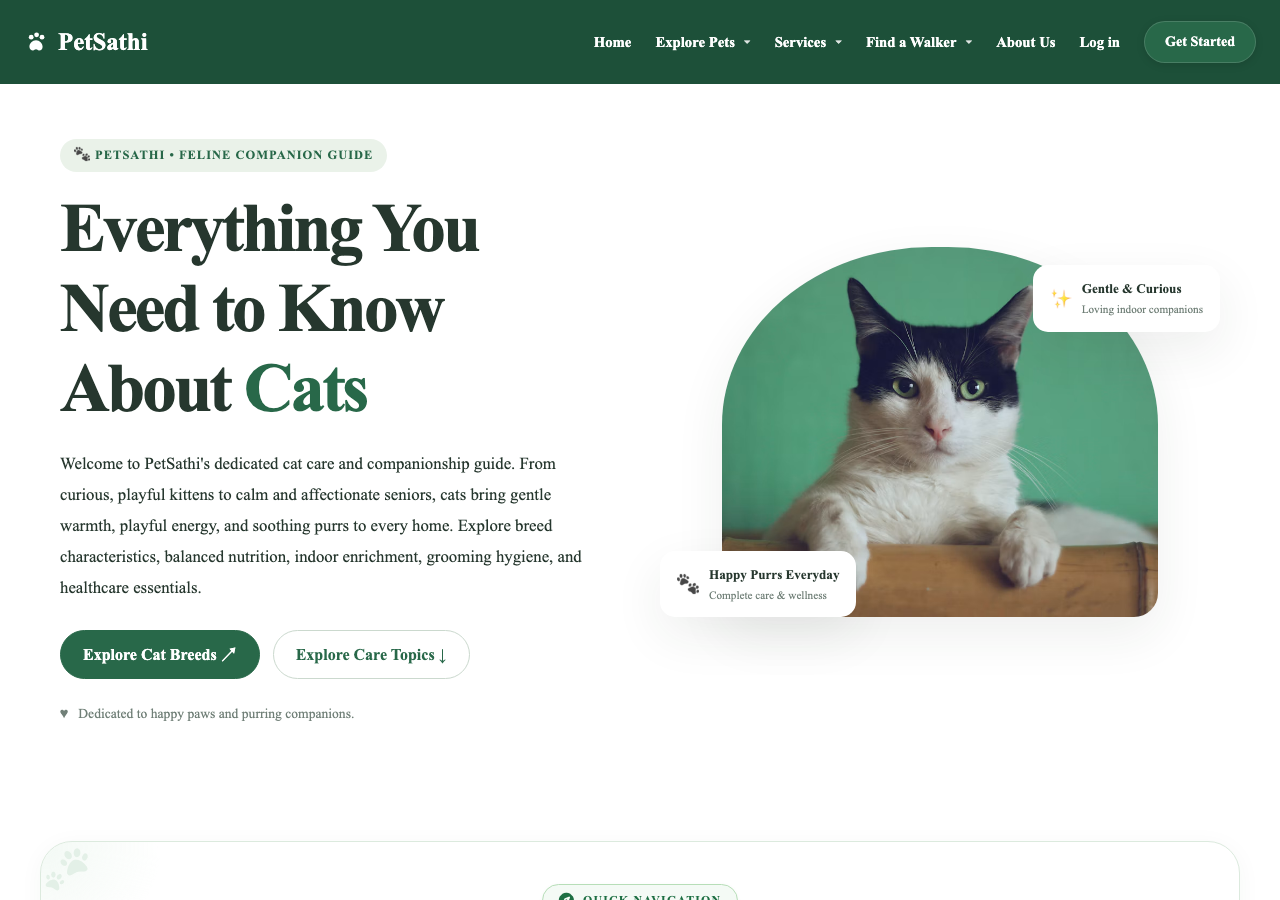 PetSathi
Home
Explore Pets
Services
Find a Walker
About Us
Log in
Get Started
PETSATHI • FELINE COMPANION GUIDE
Everything You
Need to Know
About Cats
Welcome to PetSathi's dedicated cat care and companionship guide. From
curious, playful kittens to calm and affectionate seniors, cats bring gentle
warmth, playful energy, and soothing purrs to every home. Explore breed
characteristics, balanced nutrition, indoor enrichment, grooming hygiene, and
healthcare essentials.
Explore Cat Breeds ↗
Explore Care Topics ↓
♥ Dedicated to happy paws and purring companions.
Gentle & Curious
Loving indoor companions
Happy Purrs Everyday
Complete care & wellness
QUICK NAVIGATION